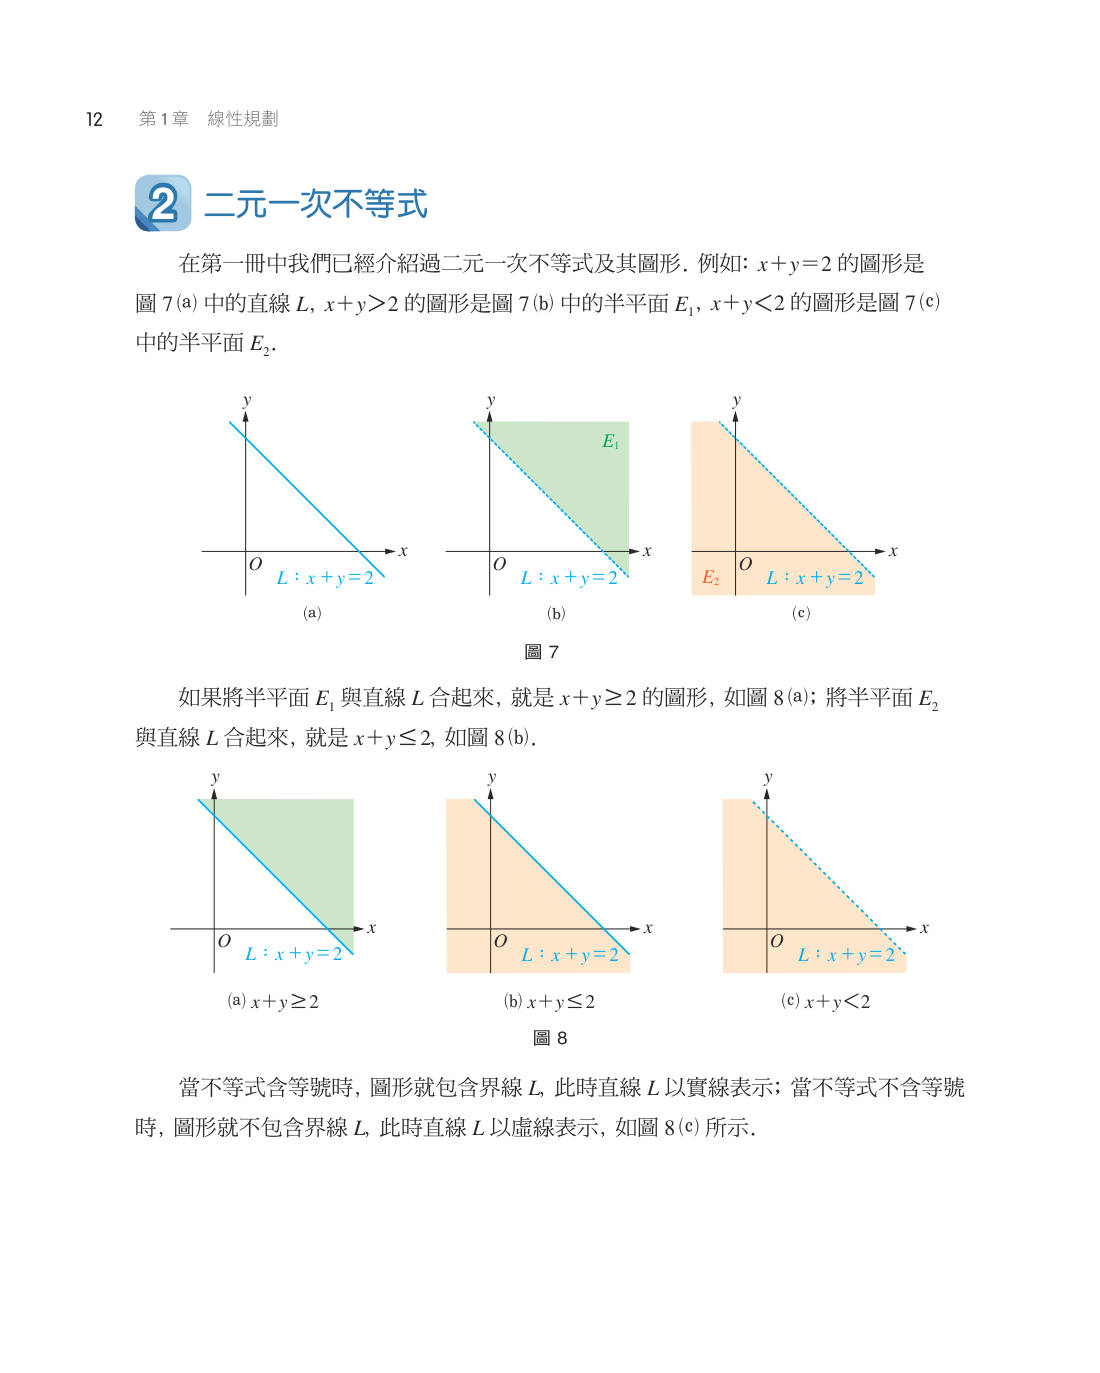 12 第1章 線性規劃
2 二元一次不等式
在第一冊中我們已經介紹過二元一次不等式及其圖形．例如：x＋y＝2 的圖形是
圖 7(a) 中的直線 L，x＋y＞2 的圖形是圖 7(b) 中的半平面 E₁，x＋y＜2 的圖形是圖 7(c)
中的半平面 E₂．
y
x
O
L：x＋y＝2
(a)
y
E₁
x
O
L：x＋y＝2
(b)
y
x
O
E₂
L：x＋y＝2
(c)
圖 7
如果將半平面 E₁ 與直線 L 合起來，就是 x＋y≥2 的圖形，如圖 8(a)；將半平面 E₂
與直線 L 合起來，就是 x＋y≤2，如圖 8(b)．
y
x
O
L：x＋y＝2
(a) x＋y≥2
y
x
O
L：x＋y＝2
(b) x＋y≤2
y
x
O
L：x＋y＝2
(c) x＋y＜2
圖 8
當不等式含等號時，圖形就包含界線 L，此時直線 L 以實線表示；當不等式不含等號
時，圖形就不包含界線 L，此時直線 L 以虛線表示，如圖 8(c) 所示．